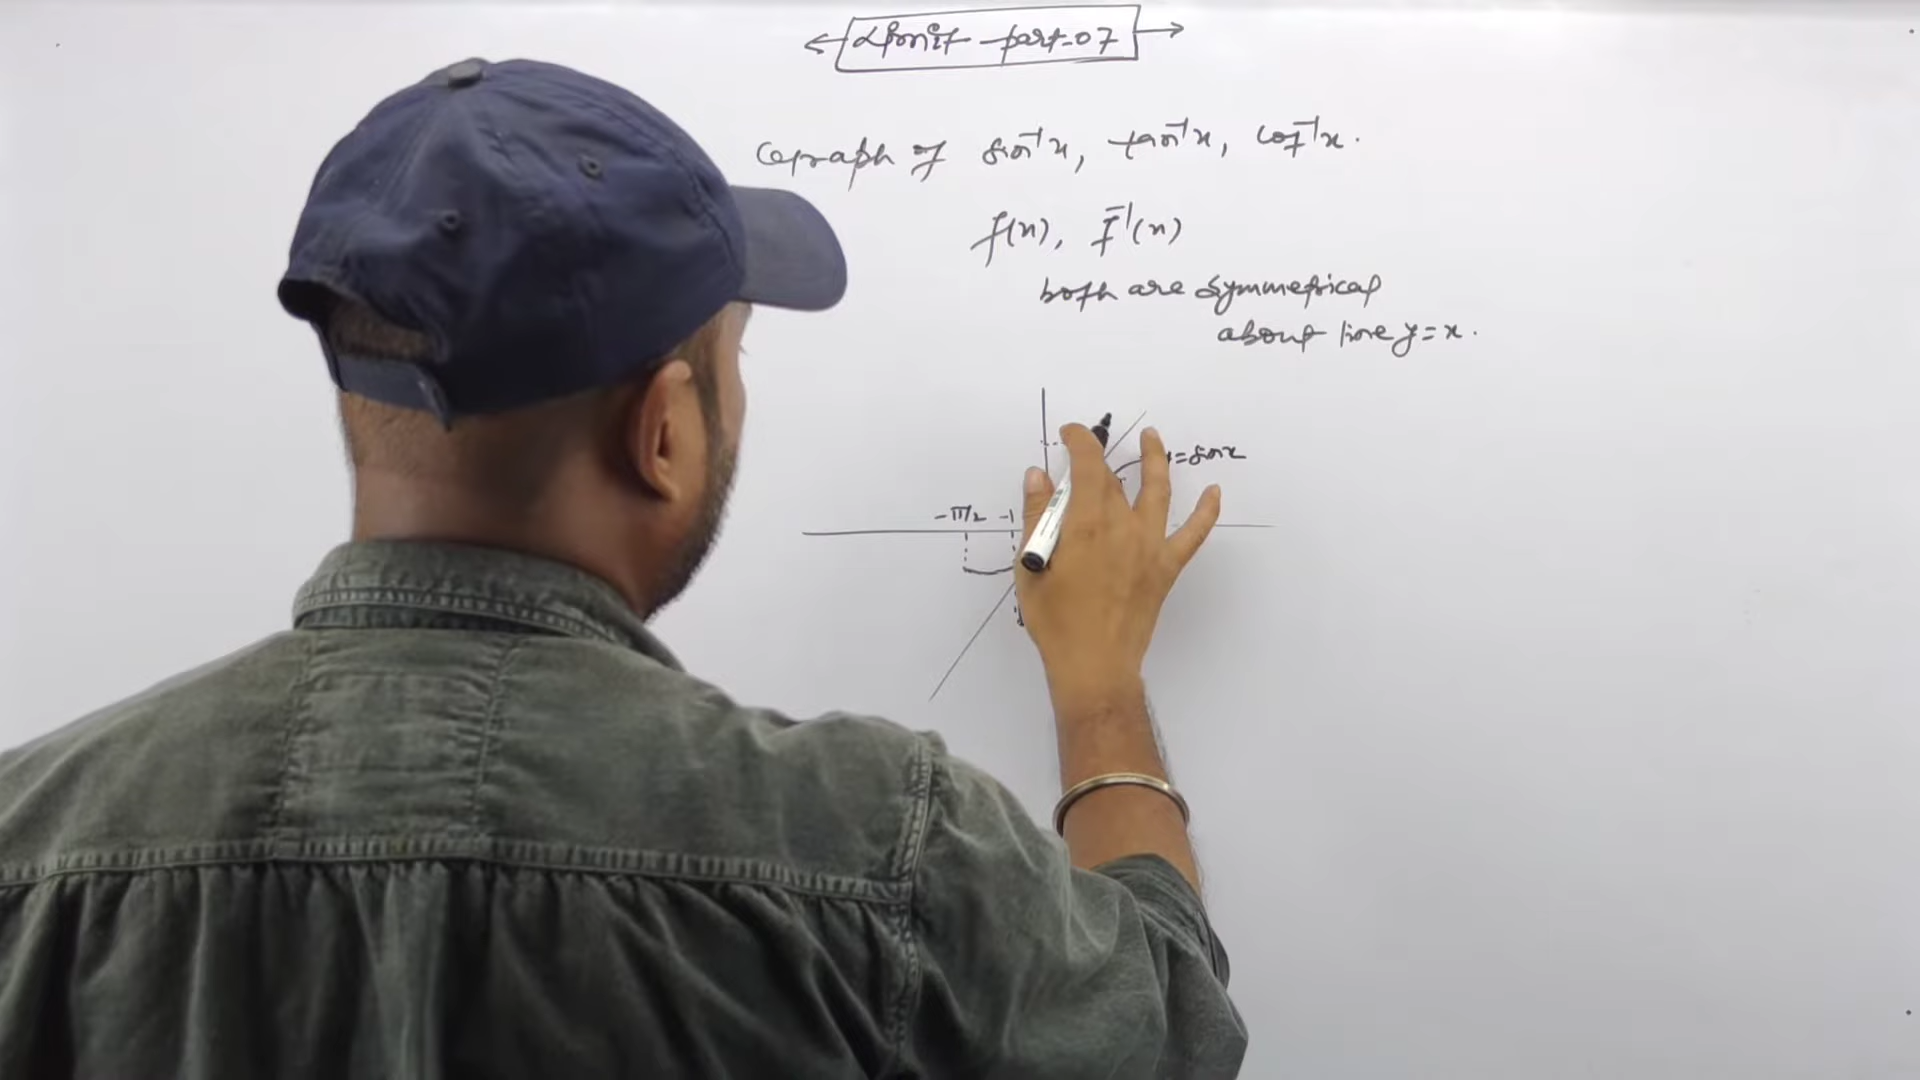 Limit - part-07
Graph of sin⁻¹x, tan⁻¹x, cot⁻¹x.
f(x), f⁻¹(x)
both are symmetrical
about line y = x.
= sinx
-π/2 -1